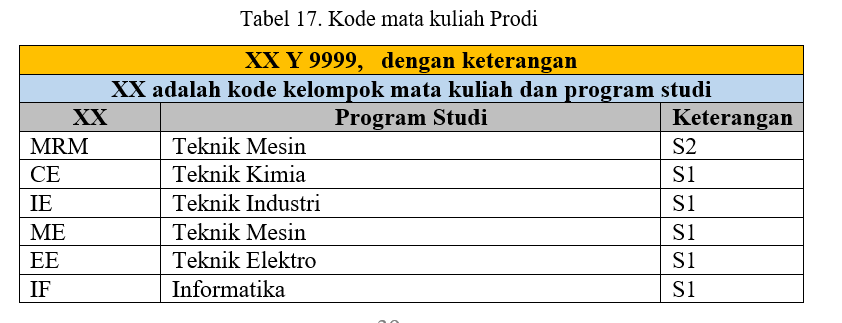 Tabel 17. Kode mata kuliah Prodi
XX Y 9999, dengan keterangan
XX adalah kode kelompok mata kuliah dan program studi
XX Program Studi Keterangan
MRM Teknik Mesin S2
CE Teknik Kimia S1
IE Teknik Industri S1
ME Teknik Mesin S1
EE Teknik Elektro S1
IF Informatika S1